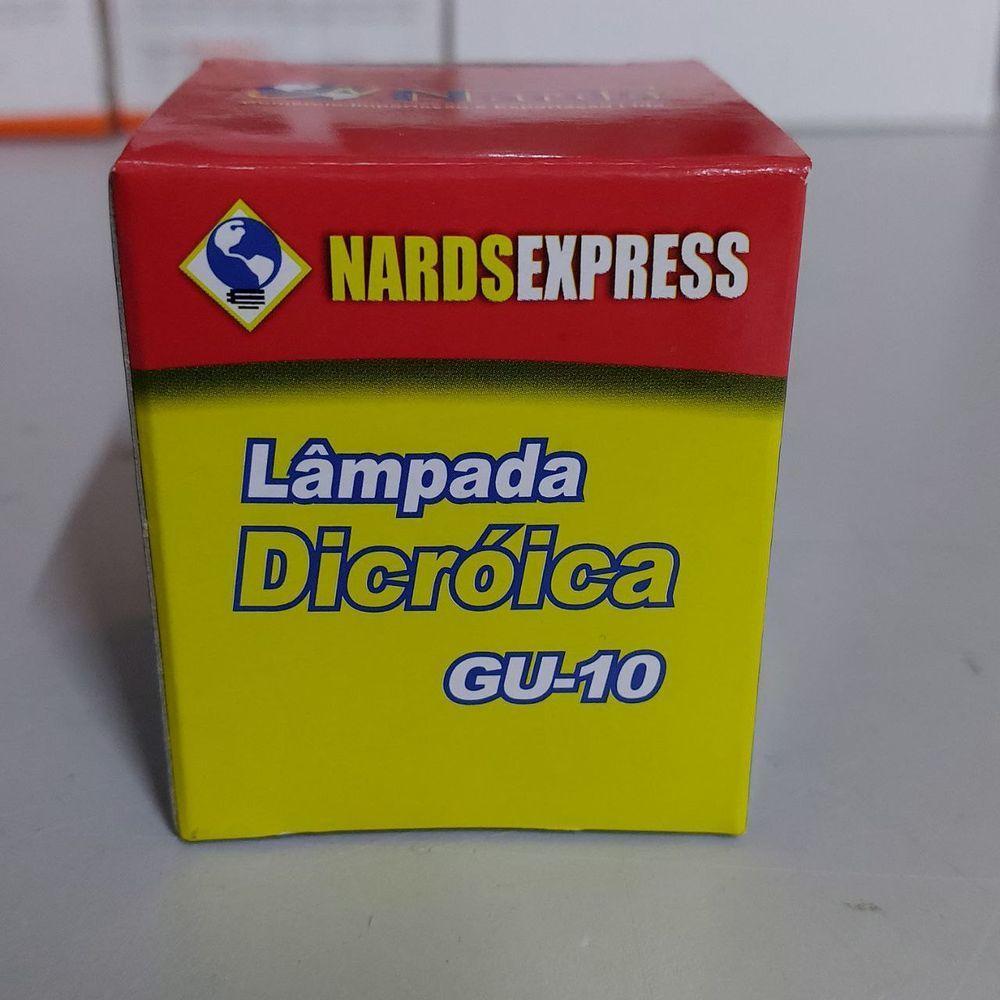 NARDSEXPRESS
Lâmpada
Dicróica
GU-10